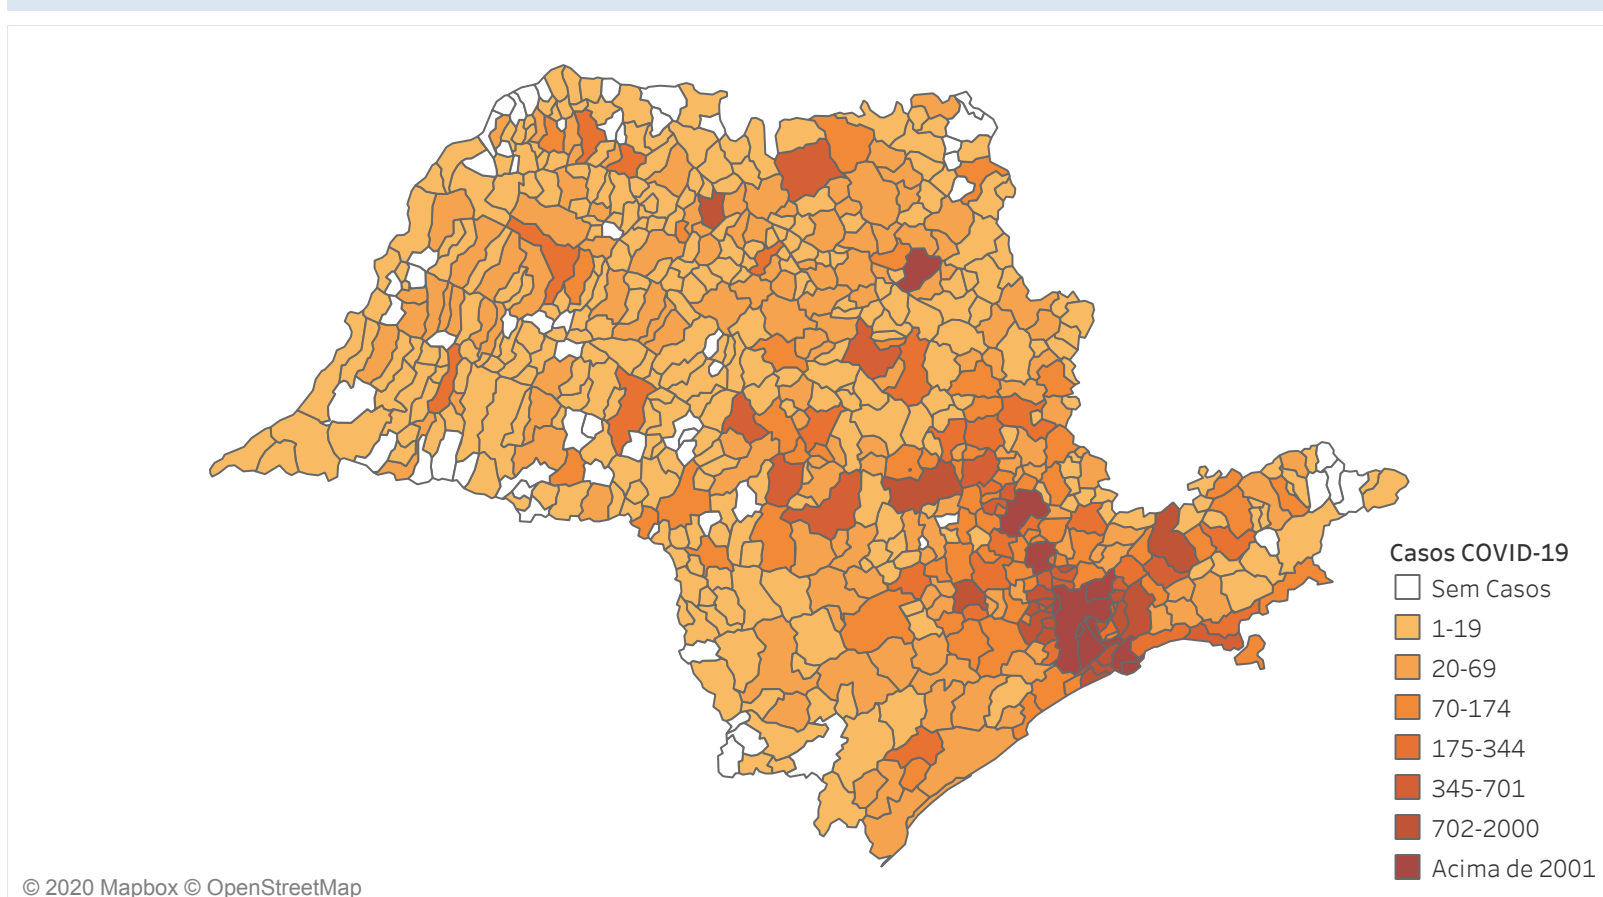 Casos COVID-19
Sem Casos
1-19
20-69
70-174
175-344
345-701
702-2000
Acima de 2001
© 2020 Mapbox © OpenStreetMap